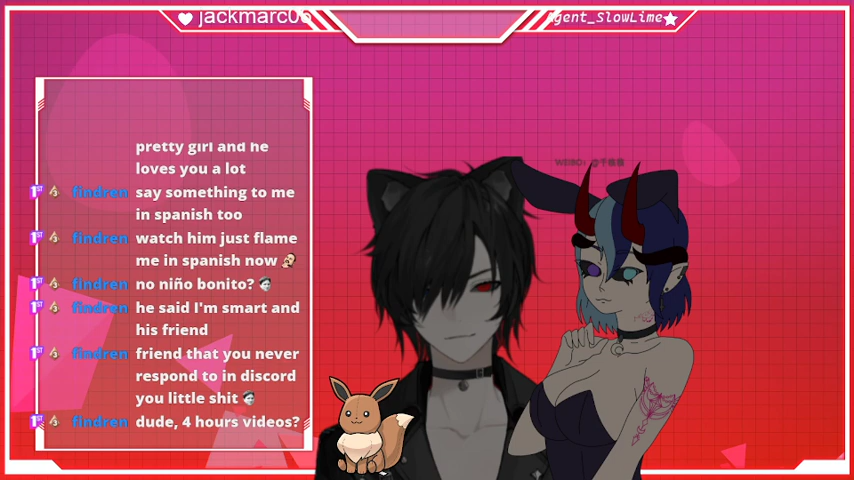 jackmarc06
Agent_SlowLime
pretty girl and he
loves you a lot
findren say something to me
in spanish too
findren watch him just flame
me in spanish now
findren no niño bonito?
findren he said I'm smart and
his friend
findren friend that you never
respond to in discord
you little shit
findren dude, 4 hours videos?